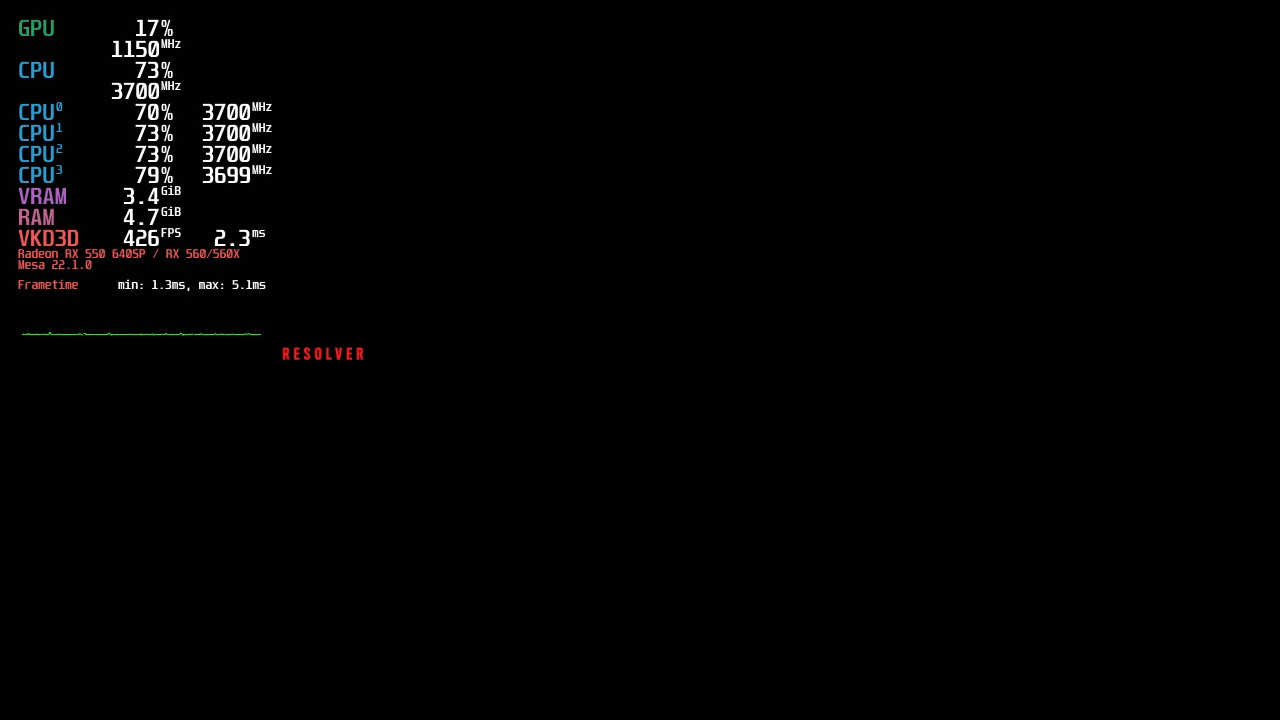 GPU 17%
1150MHz
CPU 73%
3700MHz
CPU0 70% 3700MHz
CPU1 73% 3700MHz
CPU2 73% 3700MHz
CPU3 79% 3699MHz
VRAM 3.4GiB
RAM 4.7GiB
VKD3D 426FPS 2.3ms
Radeon RX 550 640SP / RX 560/560X
Mesa 22.1.0
Frametime min: 1.3ms, max: 5.1ms
RESOLVER